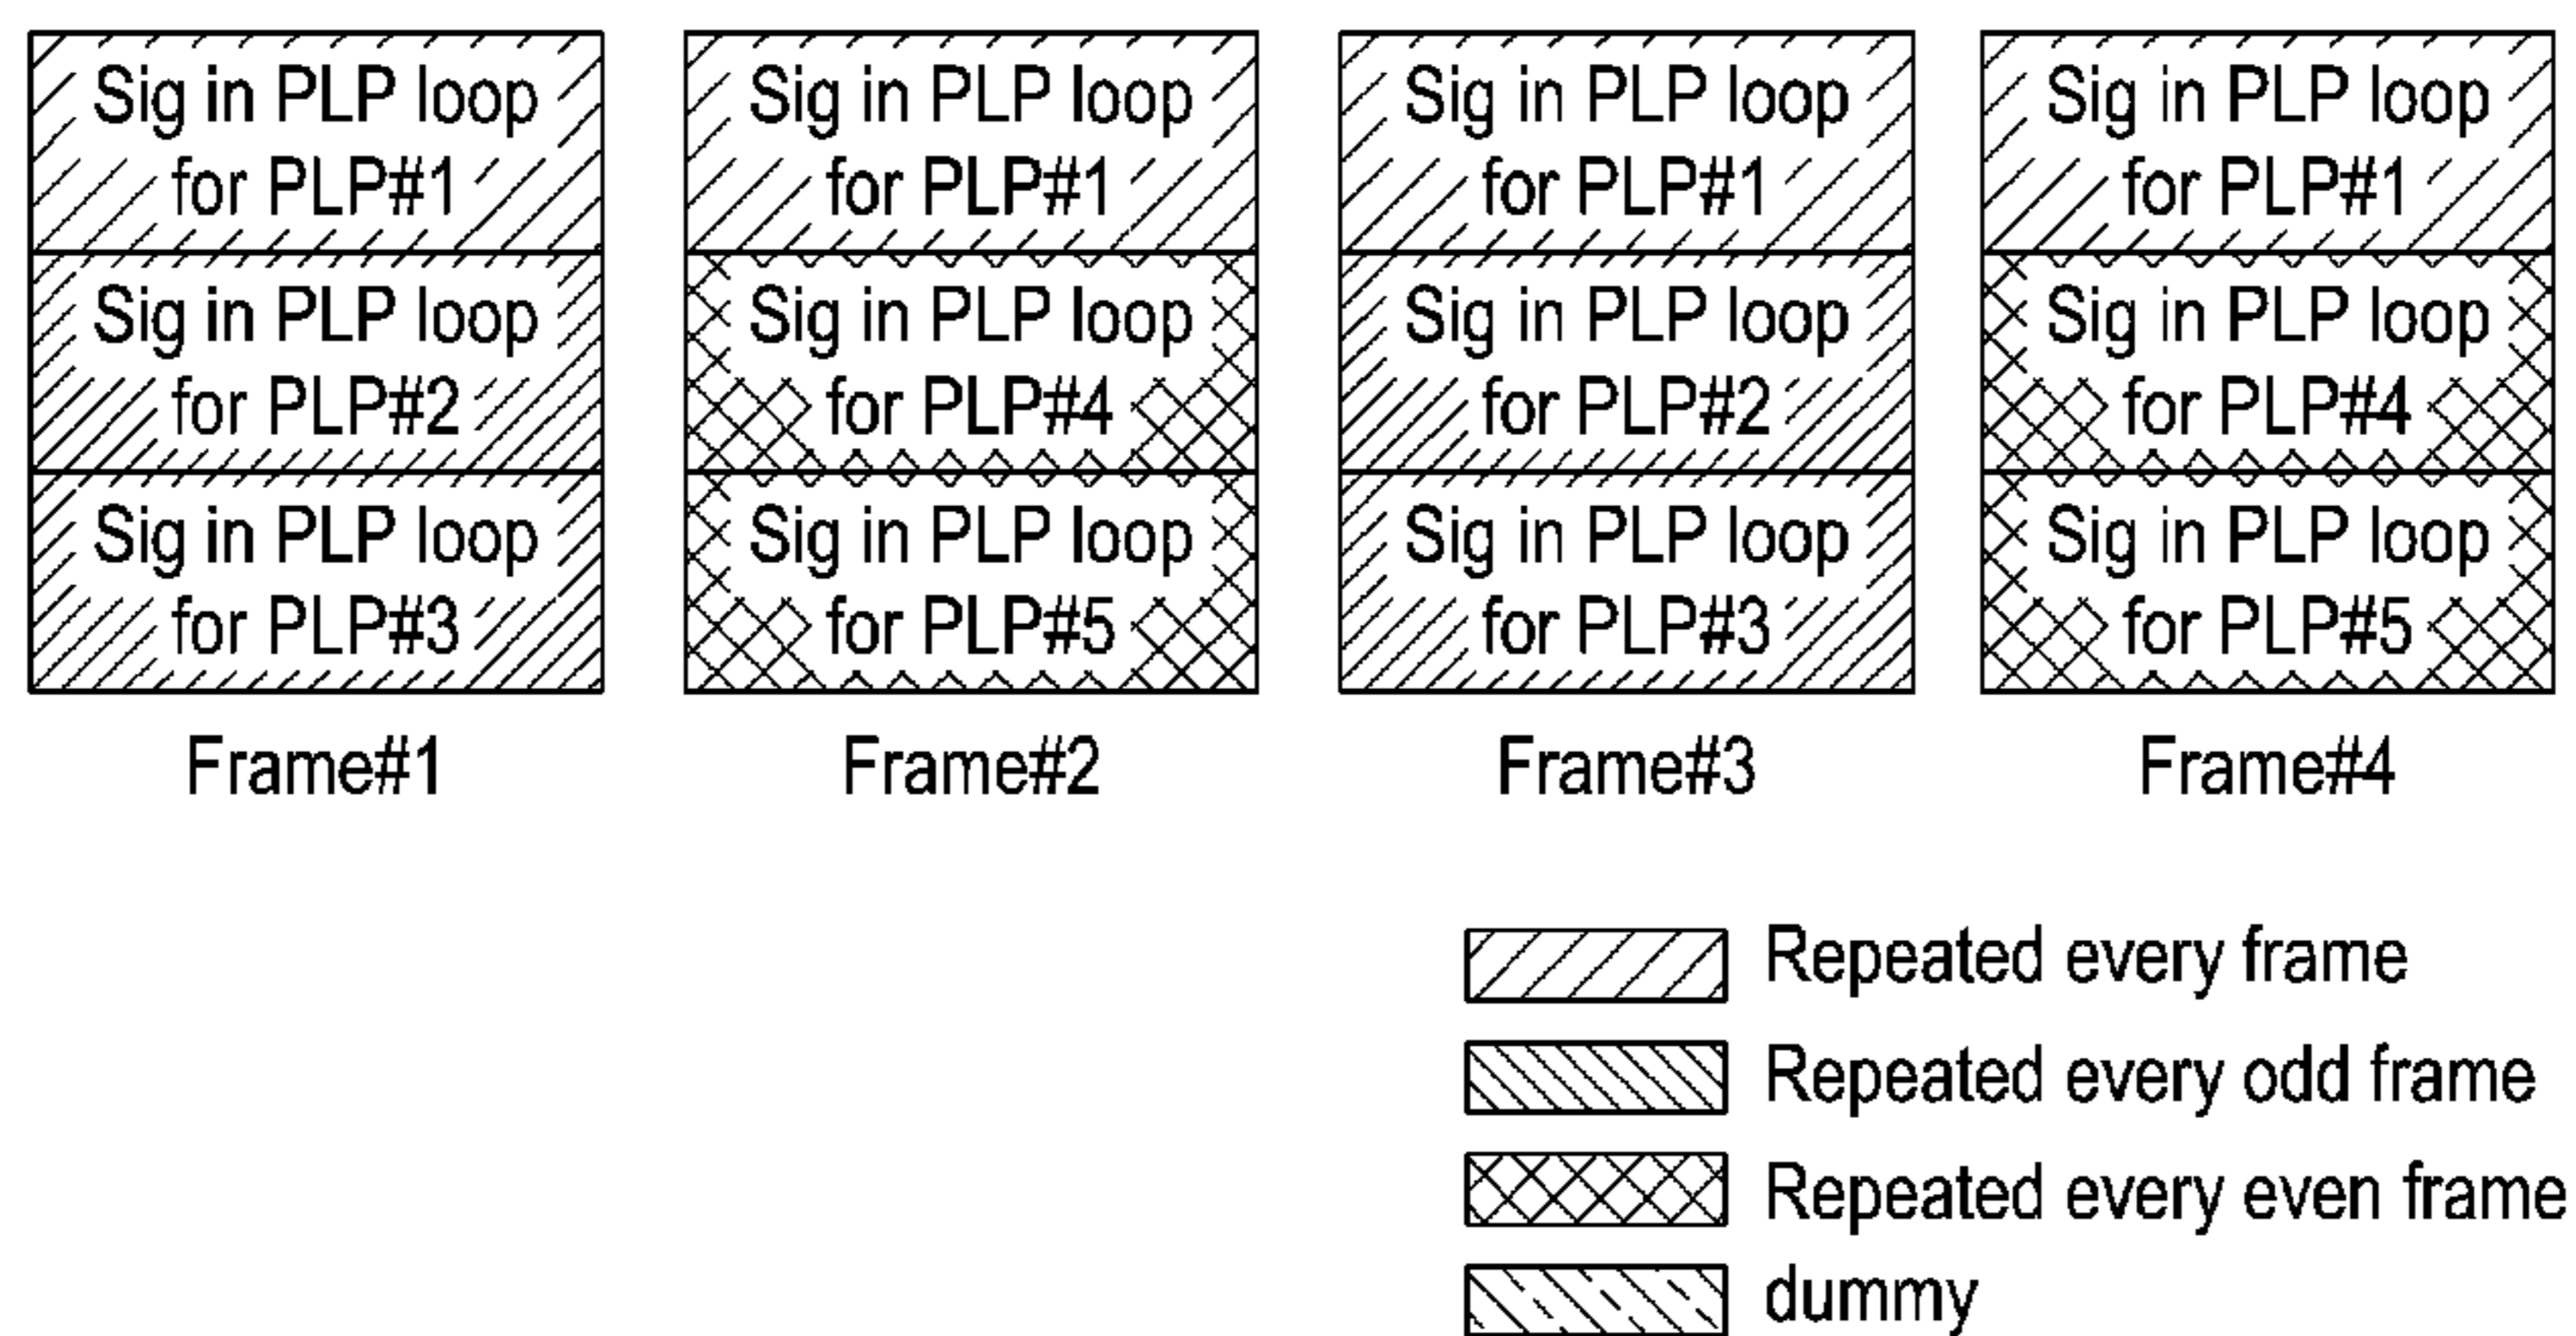 Sig in PLP loop
for PLP#1
Sig in PLP loop
for PLP#2
Sig in PLP loop
for PLP#3
Frame#1
Sig in PLP loop
for PLP#1
Sig in PLP loop
for PLP#4
Sig in PLP loop
for PLP#5
Frame#2
Sig in PLP loop
for PLP#1
Sig in PLP loop
for PLP#2
Sig in PLP loop
for PLP#3
Frame#3
Sig in PLP loop
for PLP#1
Sig in PLP loop
for PLP#4
Sig in PLP loop
for PLP#5
Frame#4
Repeated every frame
Repeated every odd frame
Repeated every even frame
dummy